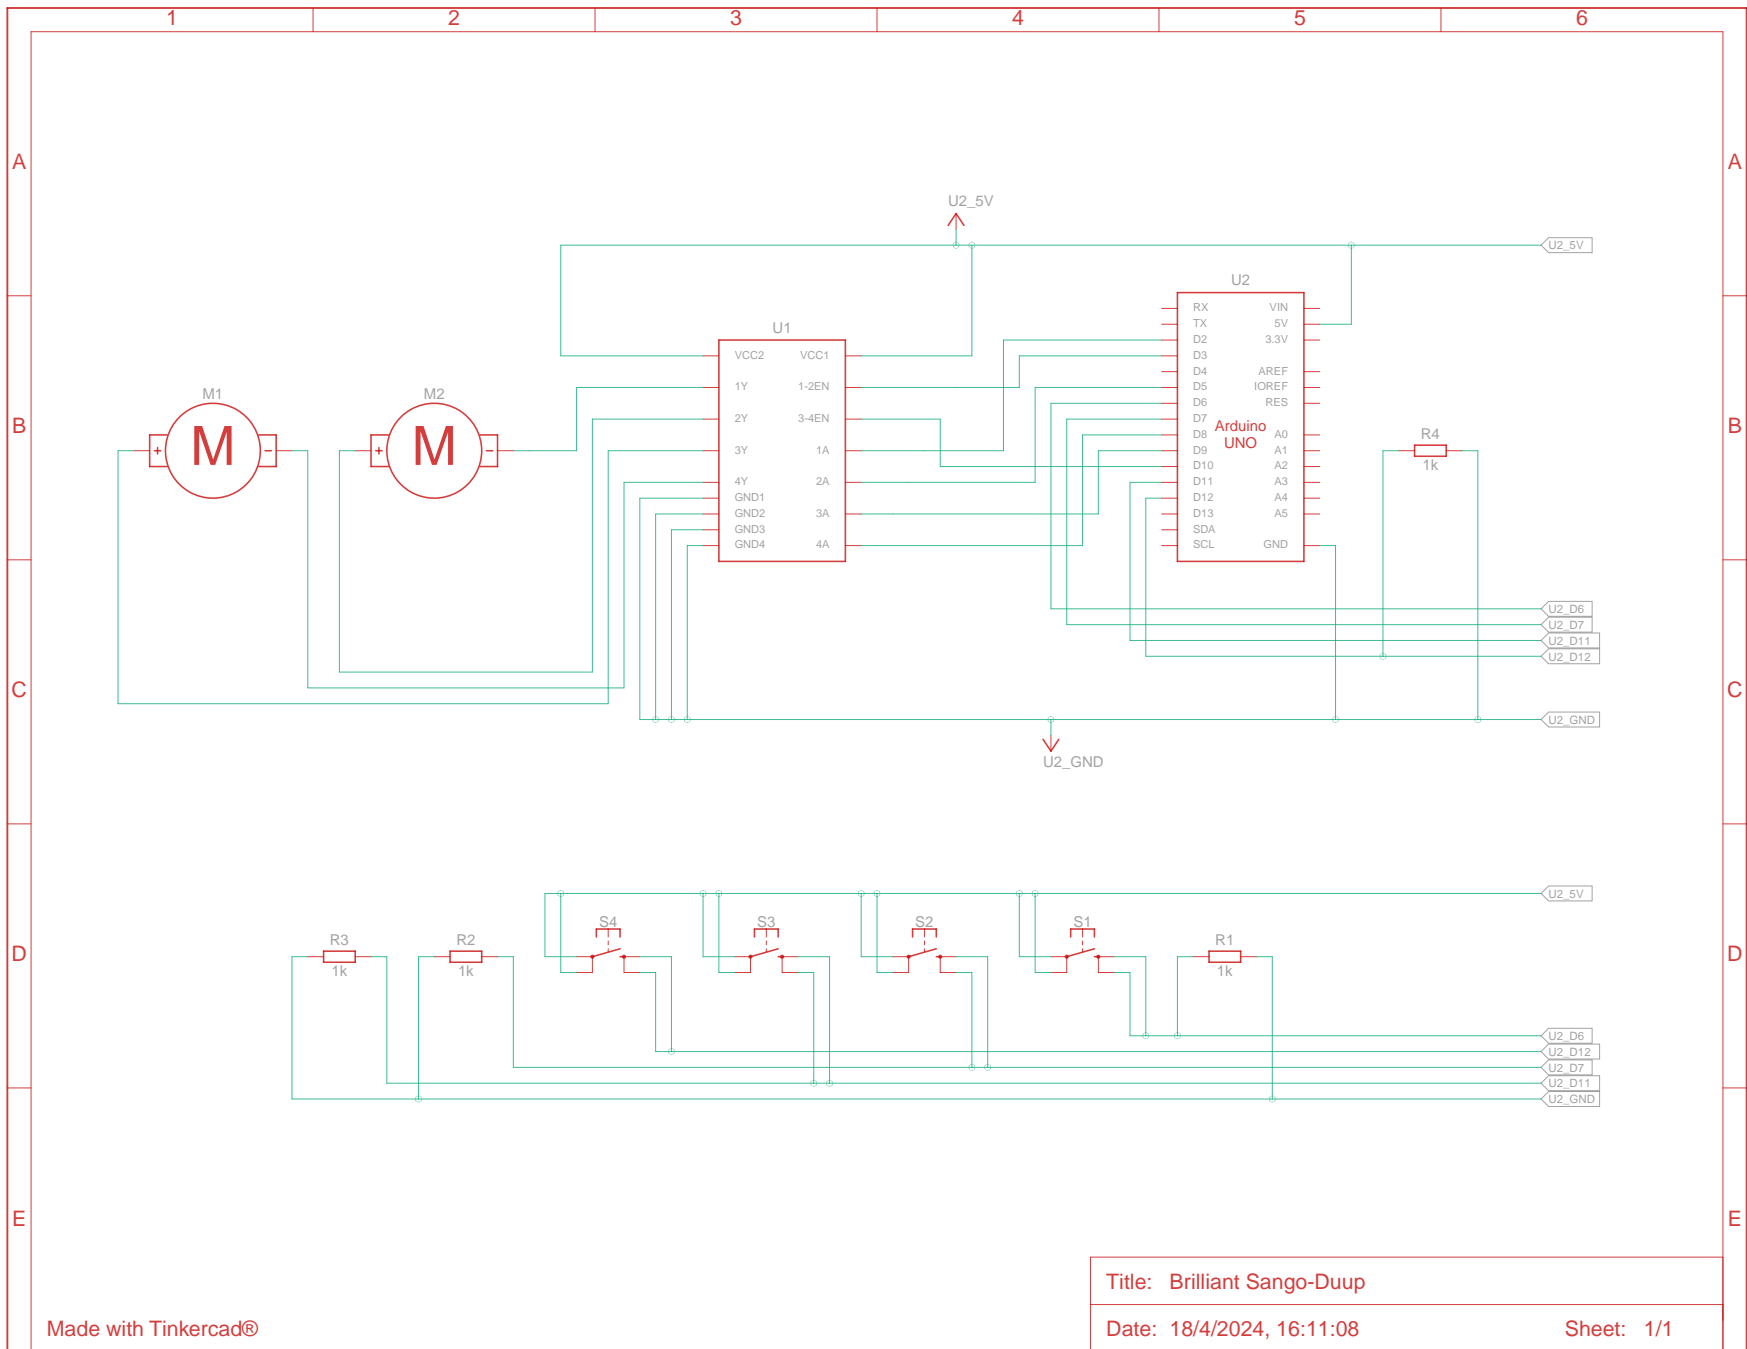 1 2 3 4 5 6
A A
U2_5V
U2_5V
U2
B B
U1
M1 M2
M M
+ - + -
VCC2 VCC1
1Y 1-2EN
2Y 3-4EN
3Y 1A
4Y 2A
GND1
GND2 3A
GND3
GND4 4A
RX VIN
TX 5V
D2 3.3V
D3
D4 AREF
D5 IOREF
D6 RES
D7
Arduino
UNO
D8 A0
D9 A1
D10 A2
D11 A3
D12 A4
D13 A5
SDA
SCL GND
R4
1k
C C
U2_D6
U2_D7
U2_D11
U2_D12
U2_GND
U2_GND
D D
U2_5V
S4 S3 S2 S1
R3 R2 R1
1k 1k 1k
U2_D6
U2_D12
U2_D7
U2_D11
U2_GND
E E
Title: Brilliant Sango-Duup
Made with Tinkercad®
Date: 18/4/2024, 16:11:08 Sheet: 1/1